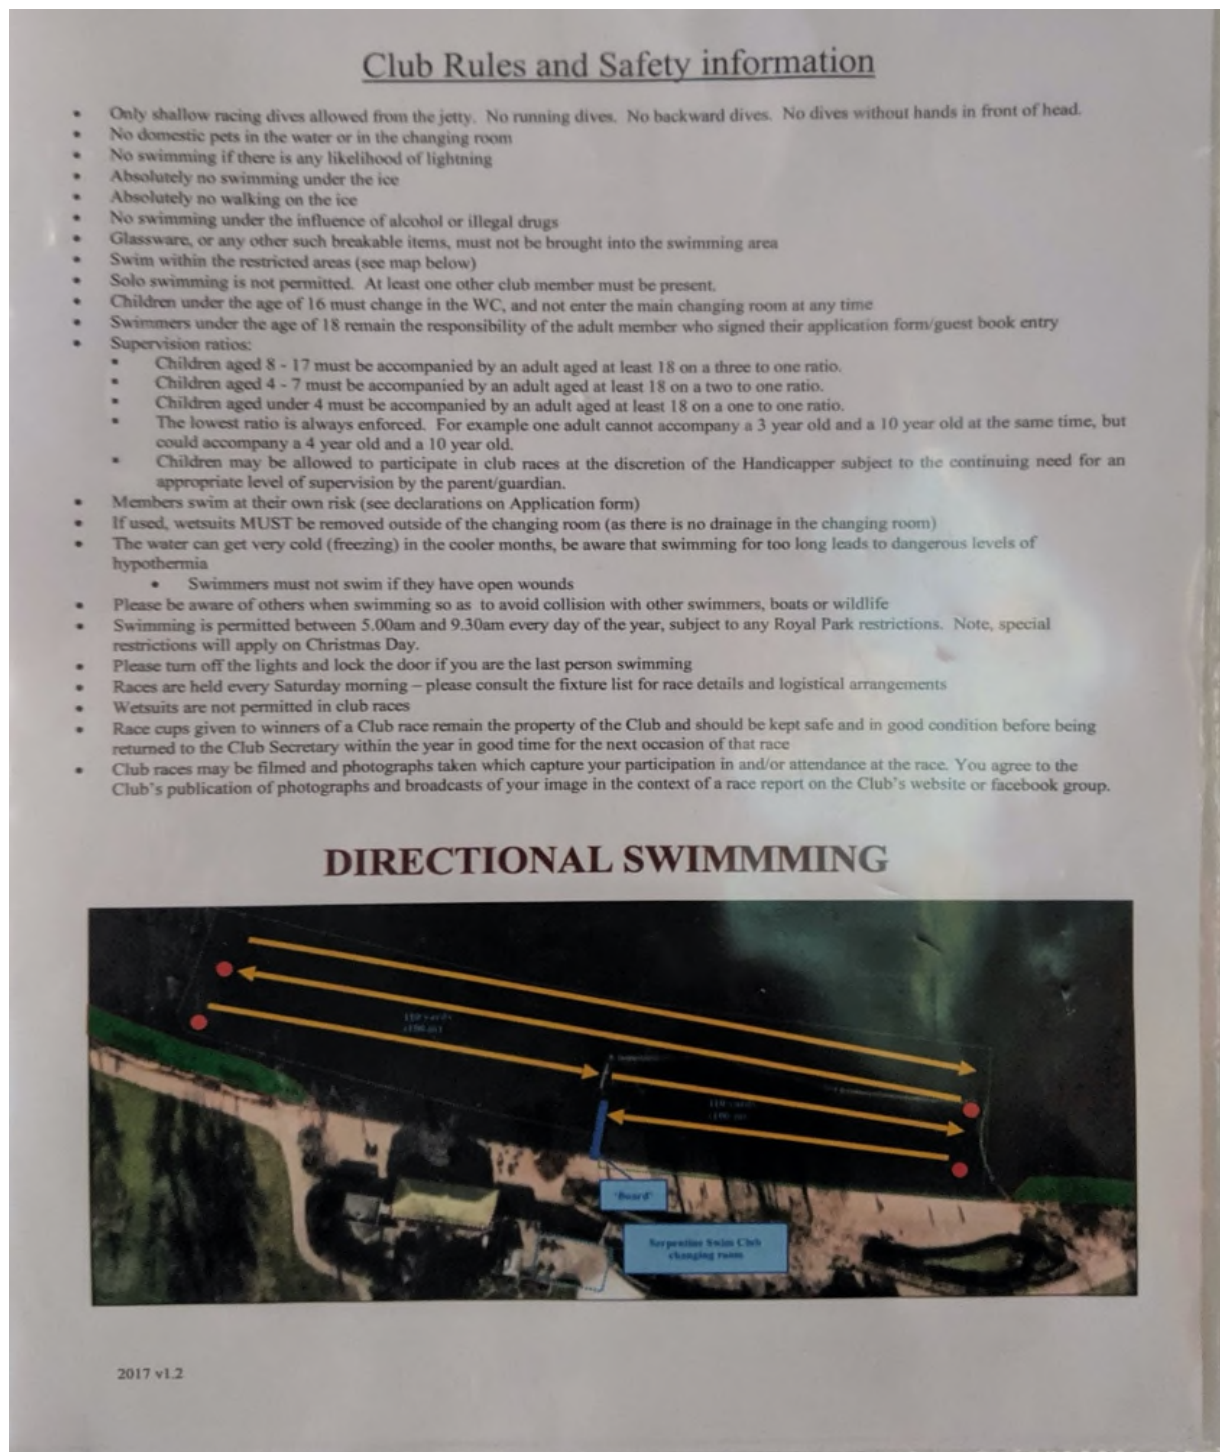 Club Rules and Safety information
• Only shallow racing dives allowed from the jetty. No running dives. No backward dives. No dives without hands in front of head.
• No domestic pets in the water or in the changing room
• No swimming if there is any likelihood of lightning
• Absolutely no swimming under the ice
• Absolutely no walking on the ice
• No swimming under the influence of alcohol or illegal drugs
• Glassware, or any other such breakable items, must not be brought into the swimming area
• Swim within the restricted areas (see map below)
• Solo swimming is not permitted. At least one other club member must be present.
• Children under the age of 16 must change in the WC, and not enter the main changing room at any time
• Swimmers under the age of 18 remain the responsibility of the adult member who signed their application form/guest book entry
• Supervision ratios:
• Children aged 8 - 17 must be accompanied by an adult aged at least 18 on a three to one ratio.
• Children aged 4 - 7 must be accompanied by an adult aged at least 18 on a two to one ratio.
• Children aged under 4 must be accompanied by an adult aged at least 18 on a one to one ratio.
• The lowest ratio is always enforced. For example one adult cannot accompany a 3 year old and a 10 year old at the same time, but
could accompany a 4 year old and a 10 year old.
• Children may be allowed to participate in club races at the discretion of the Handicapper subject to the continuing need for an
appropriate level of supervision by the parent/guardian.
• Members swim at their own risk (see declarations on Application form)
• If used, wetsuits MUST be removed outside of the changing room (as there is no drainage in the changing room)
• The water can get very cold (freezing) in the cooler months, be aware that swimming for too long leads to dangerous levels of
hypothermia
• Swimmers must not swim if they have open wounds
• Please be aware of others when swimming so as to avoid collision with other swimmers, boats or wildlife
• Swimming is permitted between 5.00am and 9.30am every day of the year, subject to any Royal Park restrictions. Note, special
restrictions will apply on Christmas Day.
• Please turn off the lights and lock the door if you are the last person swimming
• Races are held every Saturday morning – please consult the fixture list for race details and logistical arrangements
• Wetsuits are not permitted in club races
• Race cups given to winners of a Club race remain the property of the Club and should be kept safe and in good condition before being
returned to the Club Secretary within the year in good time for the next occasion of that race
• Club races may be filmed and photographs taken which capture your participation in and/or attendance at the race. You agree to the
Club's publication of photographs and broadcasts of your image in the context of a race report on the Club's website or facebook group.
DIRECTIONAL SWIMMMING
'Board'
Serpentine Swim Club
changing room
2017 v1.2